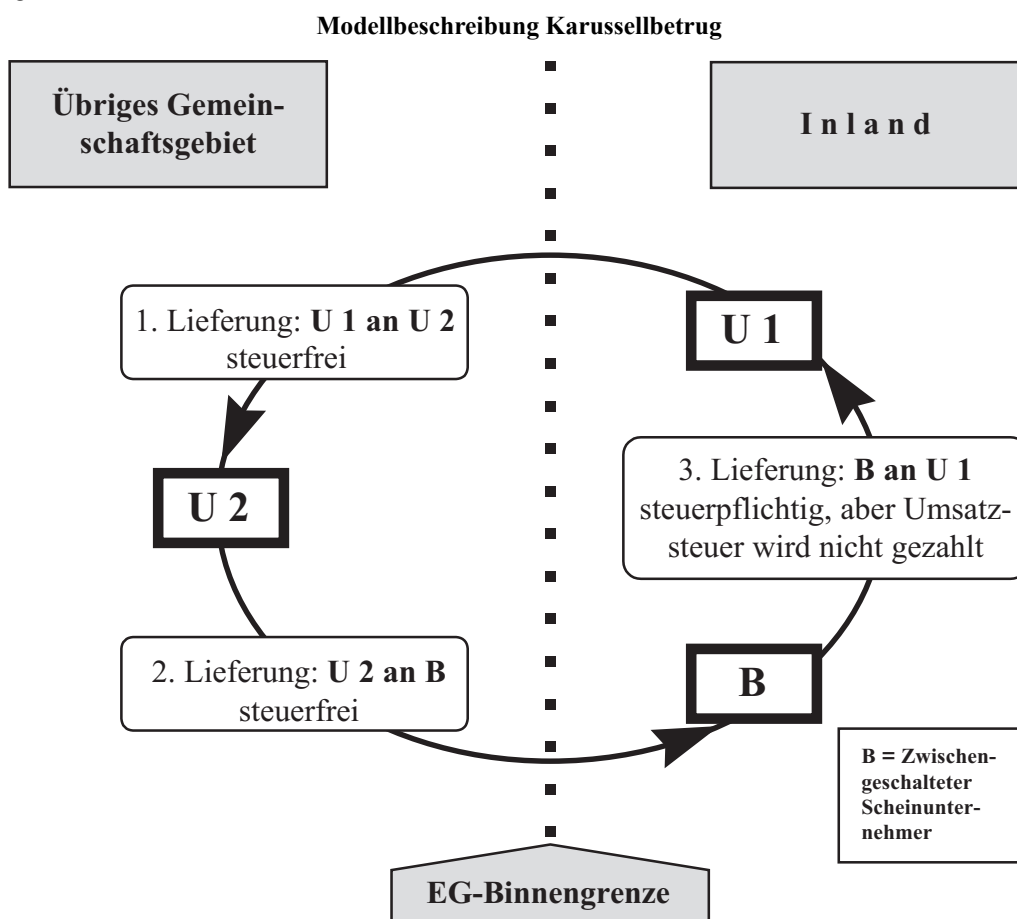 Modellbeschreibung Karussellbetrug
Übriges Gemein-
schaftsgebiet
Inland
1. Lieferung: U 1 an U 2
steuerfrei
U 1
U 2
3. Lieferung: B an U 1
steuerpflichtig, aber Umsatz-
steuer wird nicht gezahlt
2. Lieferung: U 2 an B
steuerfrei
B
B = Zwischen-
geschalteter
Scheinunter-
nehmer
EG-Binnengrenze